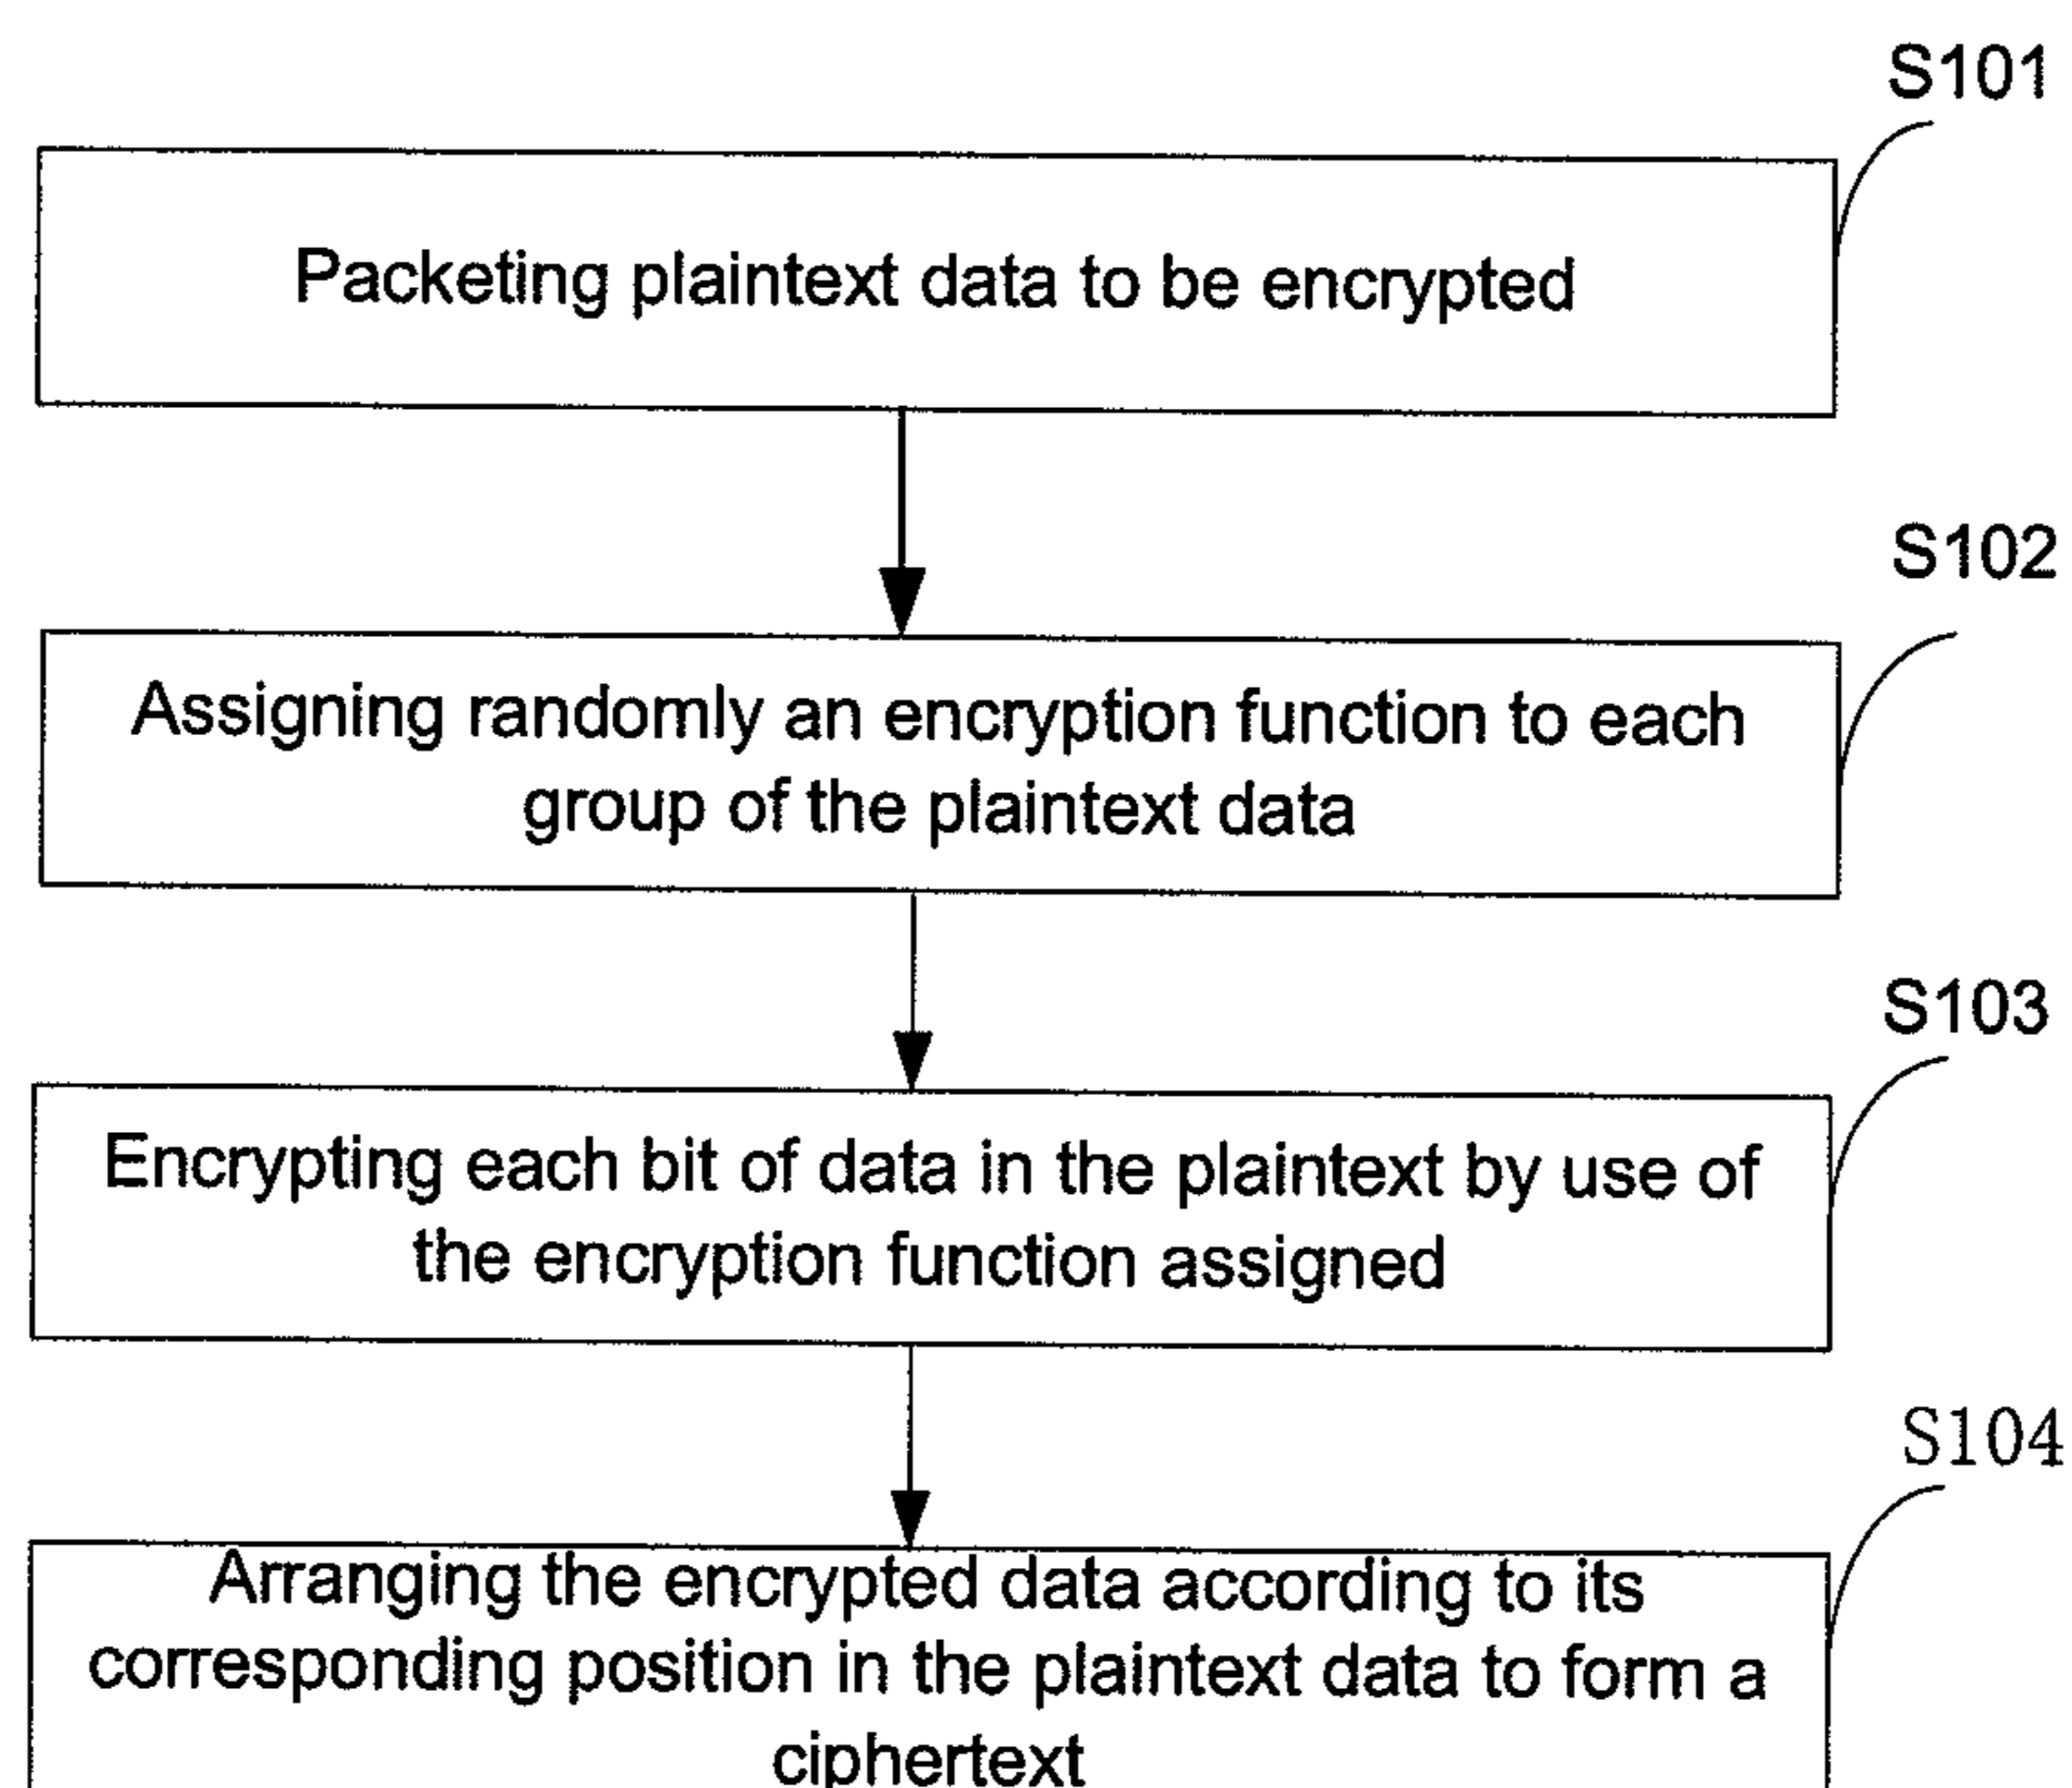 S101
Packeting plaintext data to be encrypted
S102
Assigning randomly an encryption function to each
group of the plaintext data
S103
Encrypting each bit of data in the plaintext by use of
the encryption function assigned
S104
Arranging the encrypted data according to its
corresponding position in the plaintext data to form a
ciphertext